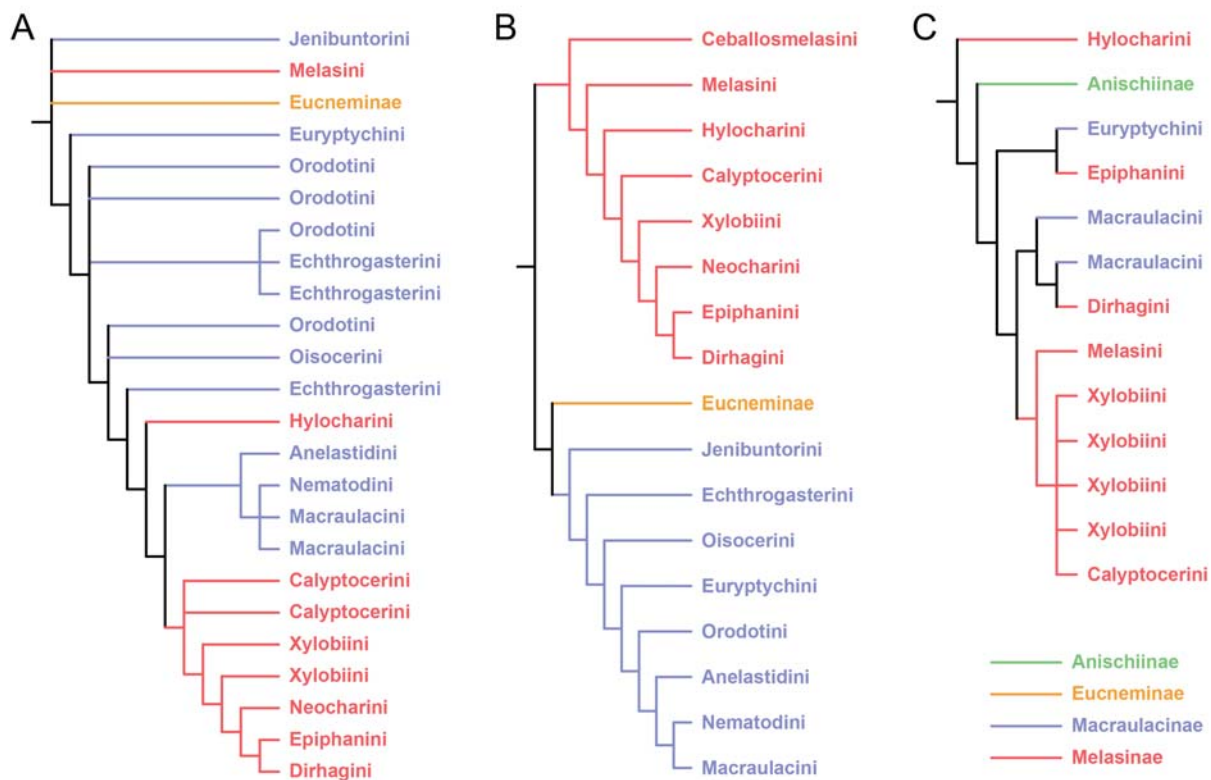 A
Jenibuntorini
Melasini
Eucneminae
Euryptychini
Orodotini
Orodotini
Orodotini
Echthrogasterini
Echthrogasterini
Orodotini
Oisocerini
Echthrogasterini
Hylocharini
Anelastidini
Nematodini
Macraulacini
Macraulacini
Calyptocerini
Calyptocerini
Xylobiini
Xylobiini
Neocharini
Epiphanini
Dirhagini
B
Ceballosmelasini
Melasini
Hylocharini
Calyptocerini
Xylobiini
Neocharini
Epiphanini
Dirhagini
Eucneminae
Jenibuntorini
Echthrogasterini
Oisocerini
Euryptychini
Orodotini
Anelastidini
Nematodini
Macraulacini
C
Hylocharini
Anischiinae
Euryptychini
Epiphanini
Macraulacini
Macraulacini
Dirhagini
Melasini
Xylobiini
Xylobiini
Xylobiini
Xylobiini
Calyptocerini
Anischiinae
Eucneminae
Macraulacinae
Melasinae